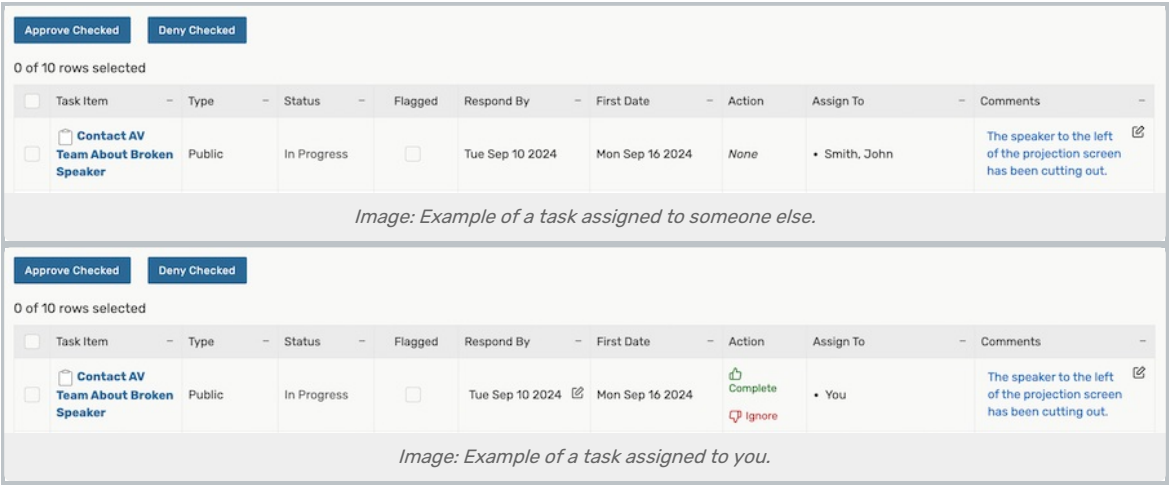 Approve Checked Deny Checked
0 of 10 rows selected
Task Item – Type – Status – Flagged Respond By – First Date – Action Assign To – Comments –
Contact AV
Team About Broken
Speaker
Public
In Progress
Tue Sep 10 2024
Mon Sep 16 2024
None
• Smith, John
The speaker to the left
of the projection screen
has been cutting out.
Image: Example of a task assigned to someone else.
Approve Checked Deny Checked
0 of 10 rows selected
Task Item – Type – Status – Flagged Respond By – First Date – Action Assign To – Comments –
Contact AV
Team About Broken
Speaker
Public
In Progress
Tue Sep 10 2024
Mon Sep 16 2024
Complete
Ignore
• You
The speaker to the left
of the projection screen
has been cutting out.
Image: Example of a task assigned to you.